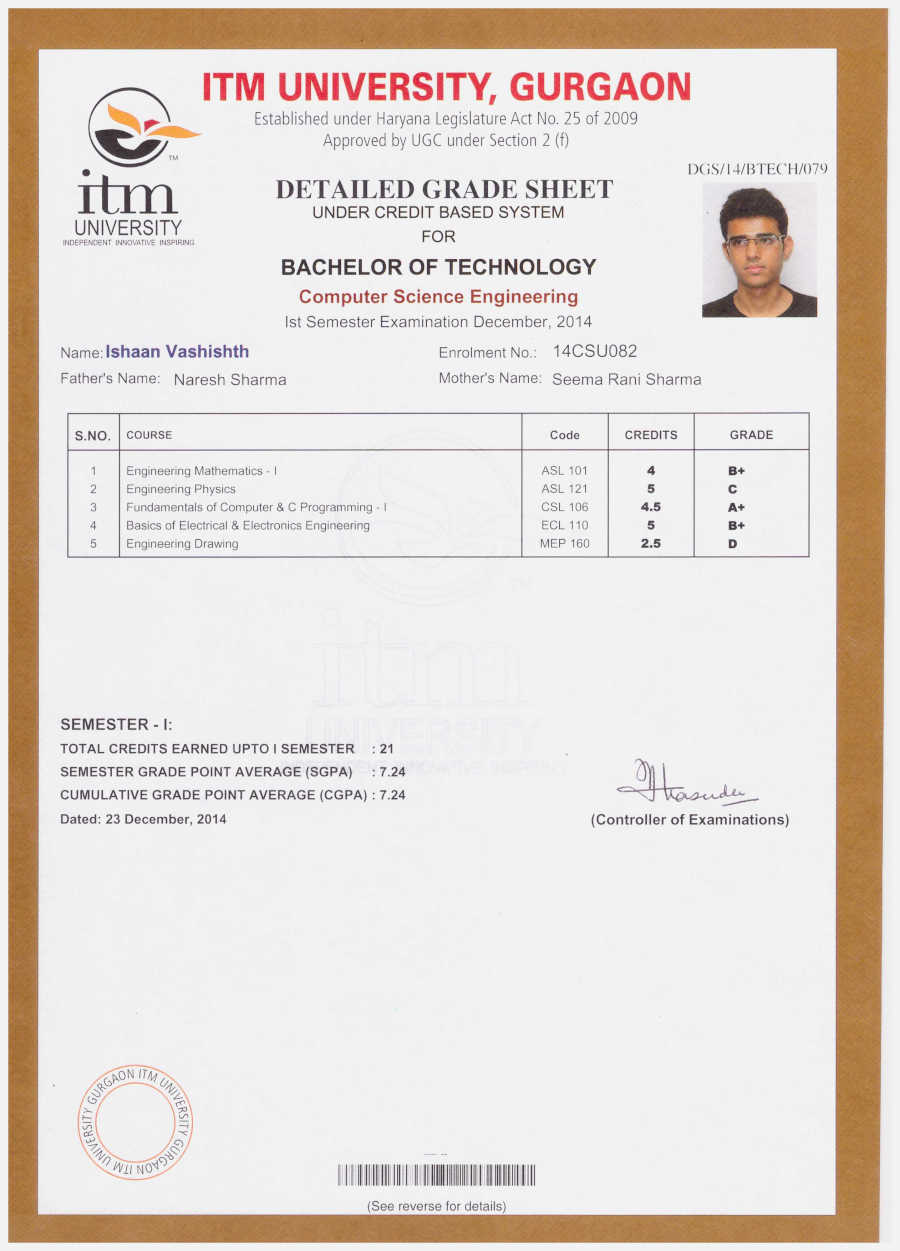 ITM UNIVERSITY, GURGAON
Established under Haryana Legislature Act No. 25 of 2009
Approved by UGC under Section 2 (f)
TM
itm
UNIVERSITY
INDEPENDENT INNOVATIVE INSPIRING
DGS/14/BTECH/079
DETAILED GRADE SHEET
UNDER CREDIT BASED SYSTEM
FOR
BACHELOR OF TECHNOLOGY
Computer Science Engineering
Ist Semester Examination December, 2014
Name: Ishaan Vashishth Enrolment No.: 14CSU082
Father's Name: Naresh Sharma Mother's Name: Seema Rani Sharma
S.NO. COURSE Code CREDITS GRADE
1 Engineering Mathematics - I ASL 101 4 B+
2 Engineering Physics ASL 121 5 C
3 Fundamentals of Computer & C Programming - I CSL 106 4.5 A+
4 Basics of Electrical & Electronics Engineering ECL 110 5 B+
5 Engineering Drawing MEP 160 2.5 D
TM
itm
UNIVERSITY
INDEPENDENT INNOVATIVE INSPIRING
SEMESTER - I:
TOTAL CREDITS EARNED UPTO I SEMESTER : 21
SEMESTER GRADE POINT AVERAGE (SGPA) : 7.24
CUMULATIVE GRADE POINT AVERAGE (CGPA) : 7.24
Dated: 23 December, 2014
(Controller of Examinations)
ITM UNIVERSITY GURGAON ITM UNIVERSITY GURGAON
(See reverse for details)